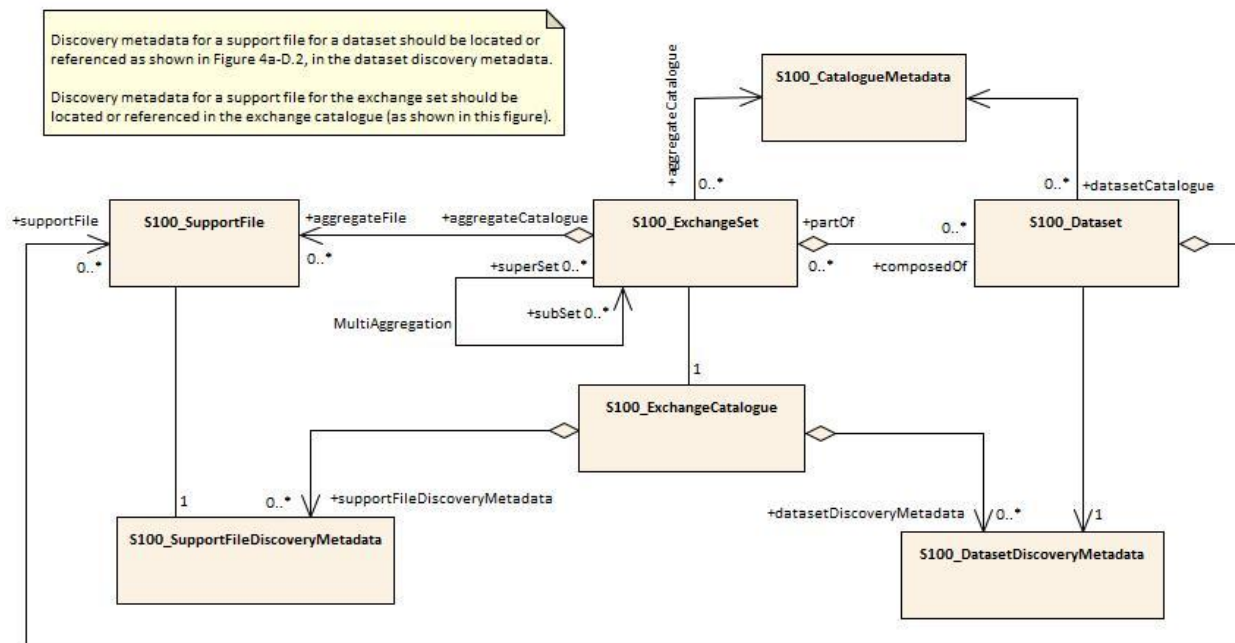 Discovery metadata for a support file for a dataset should be located or
referenced as shown in Figure 4a-D.2, in the dataset discovery metadata.
Discovery metadata for a support file for the exchange set should be
located or referenced in the exchange catalogue (as shown in this figure).
S100_CatalogueMetadata
+aggregateCatalogue
0..*
0..*
+datasetCatalogue
+supportFile
0..*
S100_SupportFile
+aggregateFile
0..*
+aggregateCatalogue
S100_ExchangeSet
+partOf
0..*
0..*
+composedOf
S100_Dataset
+superSet 0..*
+subSet 0..*
MultiAggregation
1
S100_ExchangeCatalogue
1
0..*
+supportFileDiscoveryMetadata
+datasetDiscoveryMetadata
0..*
1
S100_SupportFileDiscoveryMetadata
S100_DatasetDiscoveryMetadata